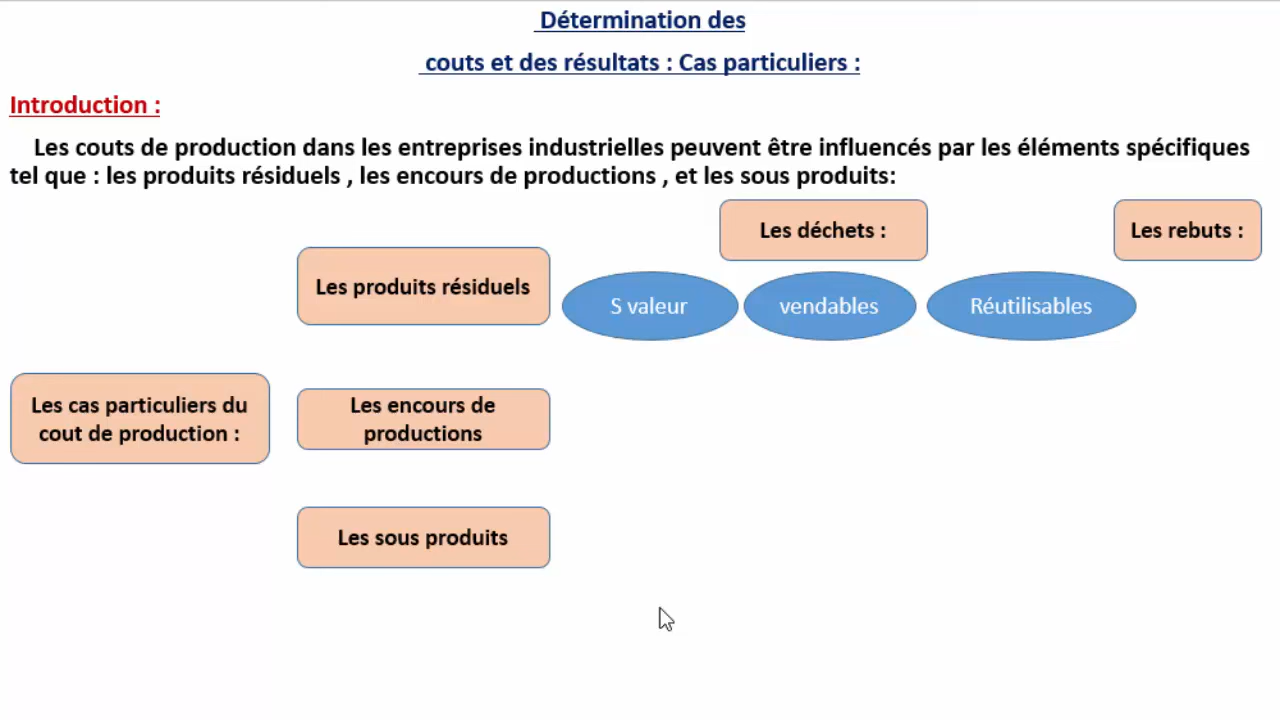 Détermination des
couts et des résultats : Cas particuliers :
Introduction :
Les couts de production dans les entreprises industrielles peuvent être influencés par les éléments spécifiques
tel que : les produits résiduels , les encours de productions , et les sous produits:
Les déchets :
Les rebuts :
Les produits résiduels
S valeur
vendables
Réutilisables
Les cas particuliers du
cout de production :
Les encours de
productions
Les sous produits